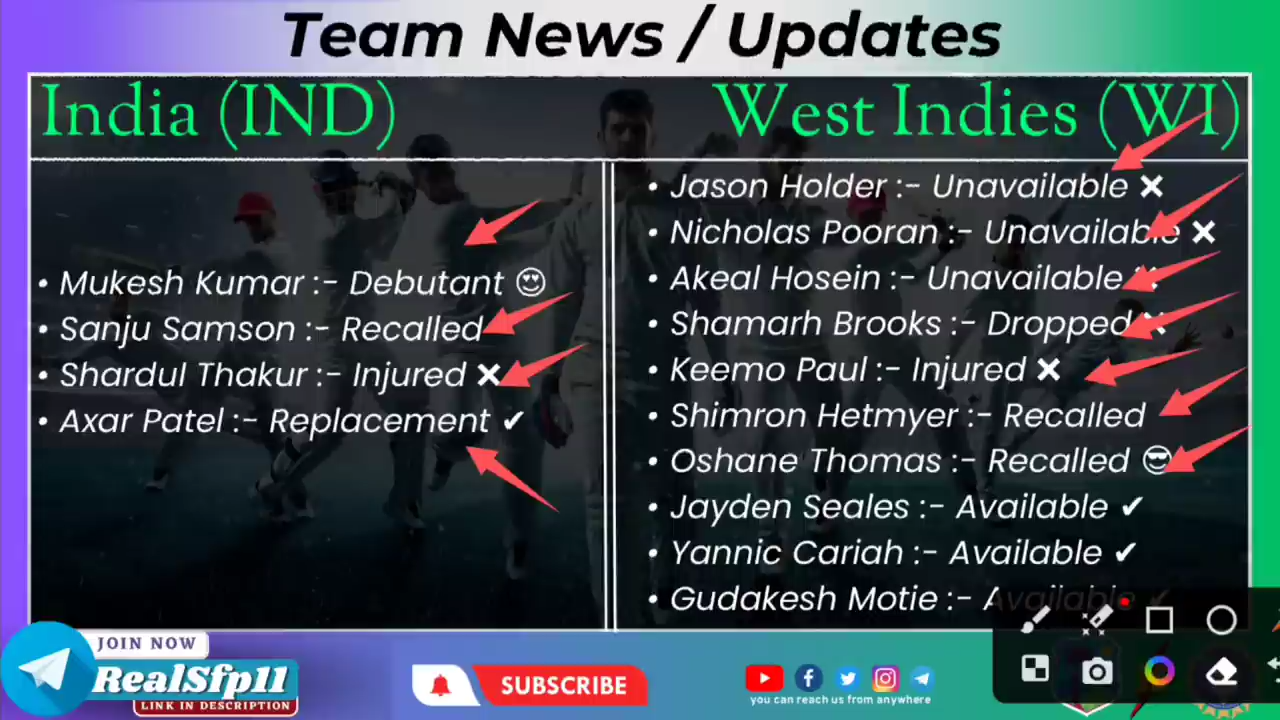 Team News / Updates
India (IND)
• Mukesh Kumar :- Debutant 😍
• Sanju Samson :- Recalled
• Shardul Thakur :- Injured ❌
• Axar Patel :- Replacement ✔
West Indies (WI)
• Jason Holder :- Unavailable ❌
• Nicholas Pooran :- Unavailable ❌
• Akeal Hosein :- Unavailable ❌
• Shamarh Brooks :- Dropped ❌
• Keemo Paul :- Injured ❌
• Shimron Hetmyer :- Recalled
• Oshane Thomas :- Recalled 😎
• Jayden Seales :- Available ✔
• Yannic Cariah :- Available ✔
• Gudakesh Motie :- Available ✔
JOIN NOW
RealSfp11
LINK IN DESCRIPTION
SUBSCRIBE
you can reach us from anywhere